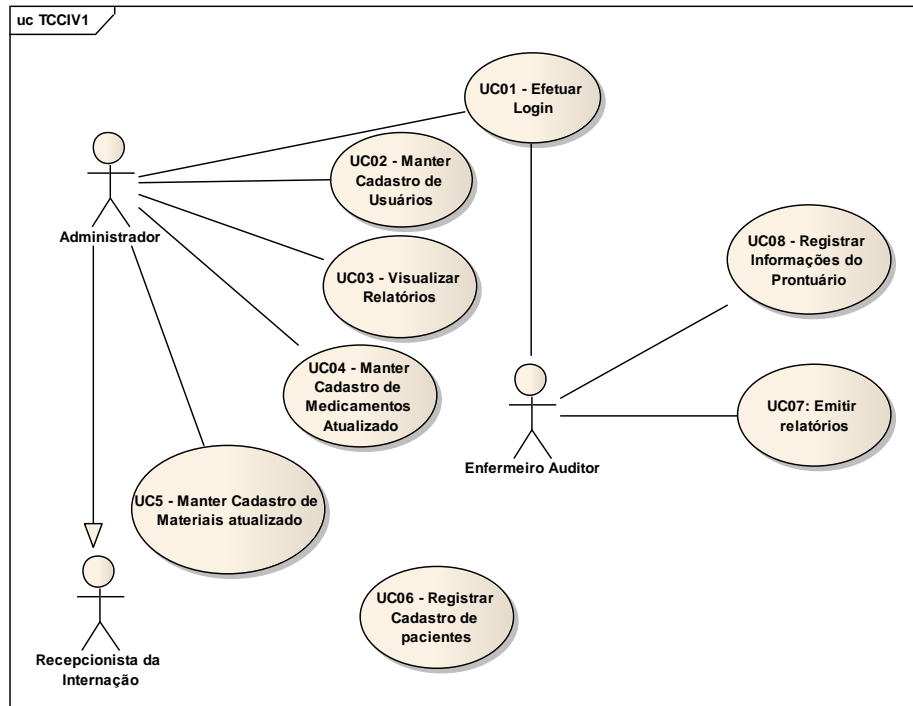 uc TCCIV1
UC01 - Efetuar
Login
UC02 - Manter
Cadastro de
Usuários
Administrador
UC03 - Visualizar
Relatórios
UC08 - Registrar
Informações do
Prontuário
UC04 - Manter
Cadastro de
Medicamentos
Atualizado
UC07: Emitir
relatórios
Enfermeiro Auditor
UC5 - Manter Cadastro de
Materiais atualizado
UC06 - Registrar
Cadastro de
pacientes
Recepcionista da
Internação